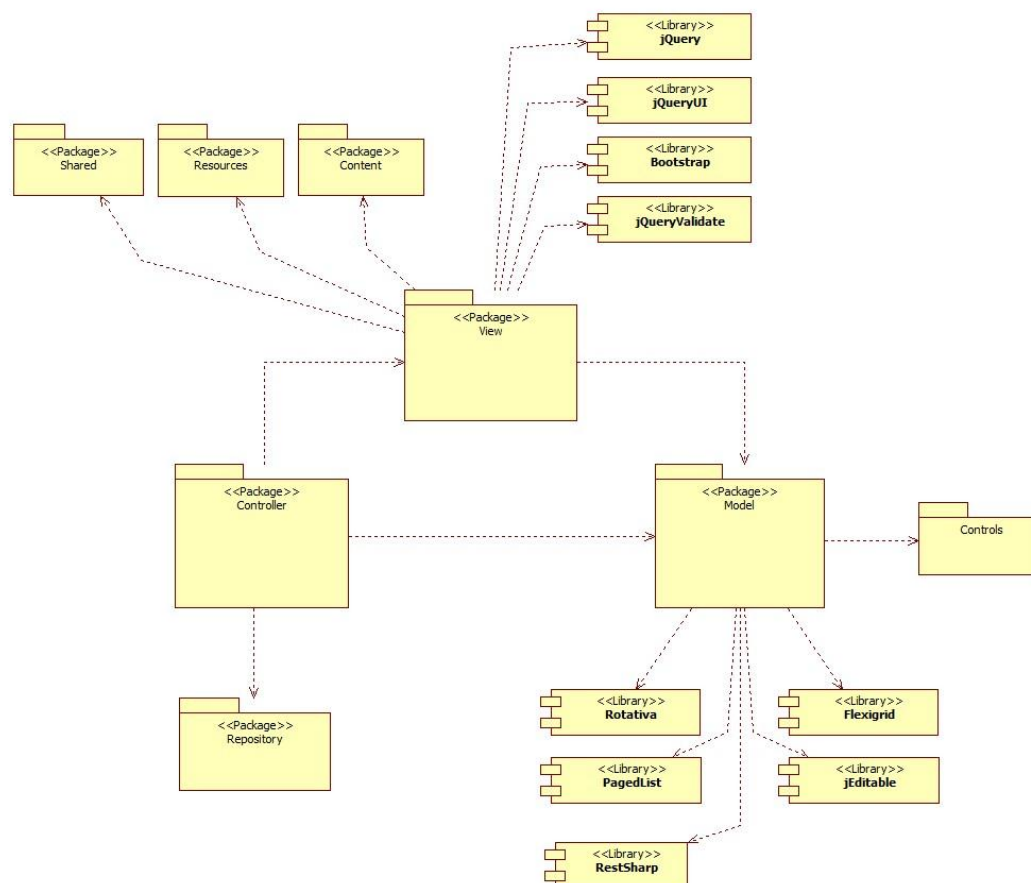 <<Library>>
jQuery
<<Library>>
jQueryUI
<<Package>>
Shared
<<Package>>
Resources
<<Package>>
Content
<<Library>>
Bootstrap
<<Library>>
jQueryValidate
<<Package>>
View
<<Package>>
Controller
<<Package>>
Model
Controls
<<Package>>
Repository
<<Library>>
Rotativa
<<Library>>
Flexigrid
<<Library>>
PagedList
<<Library>>
jEditable
<<Library>>
RestSharp